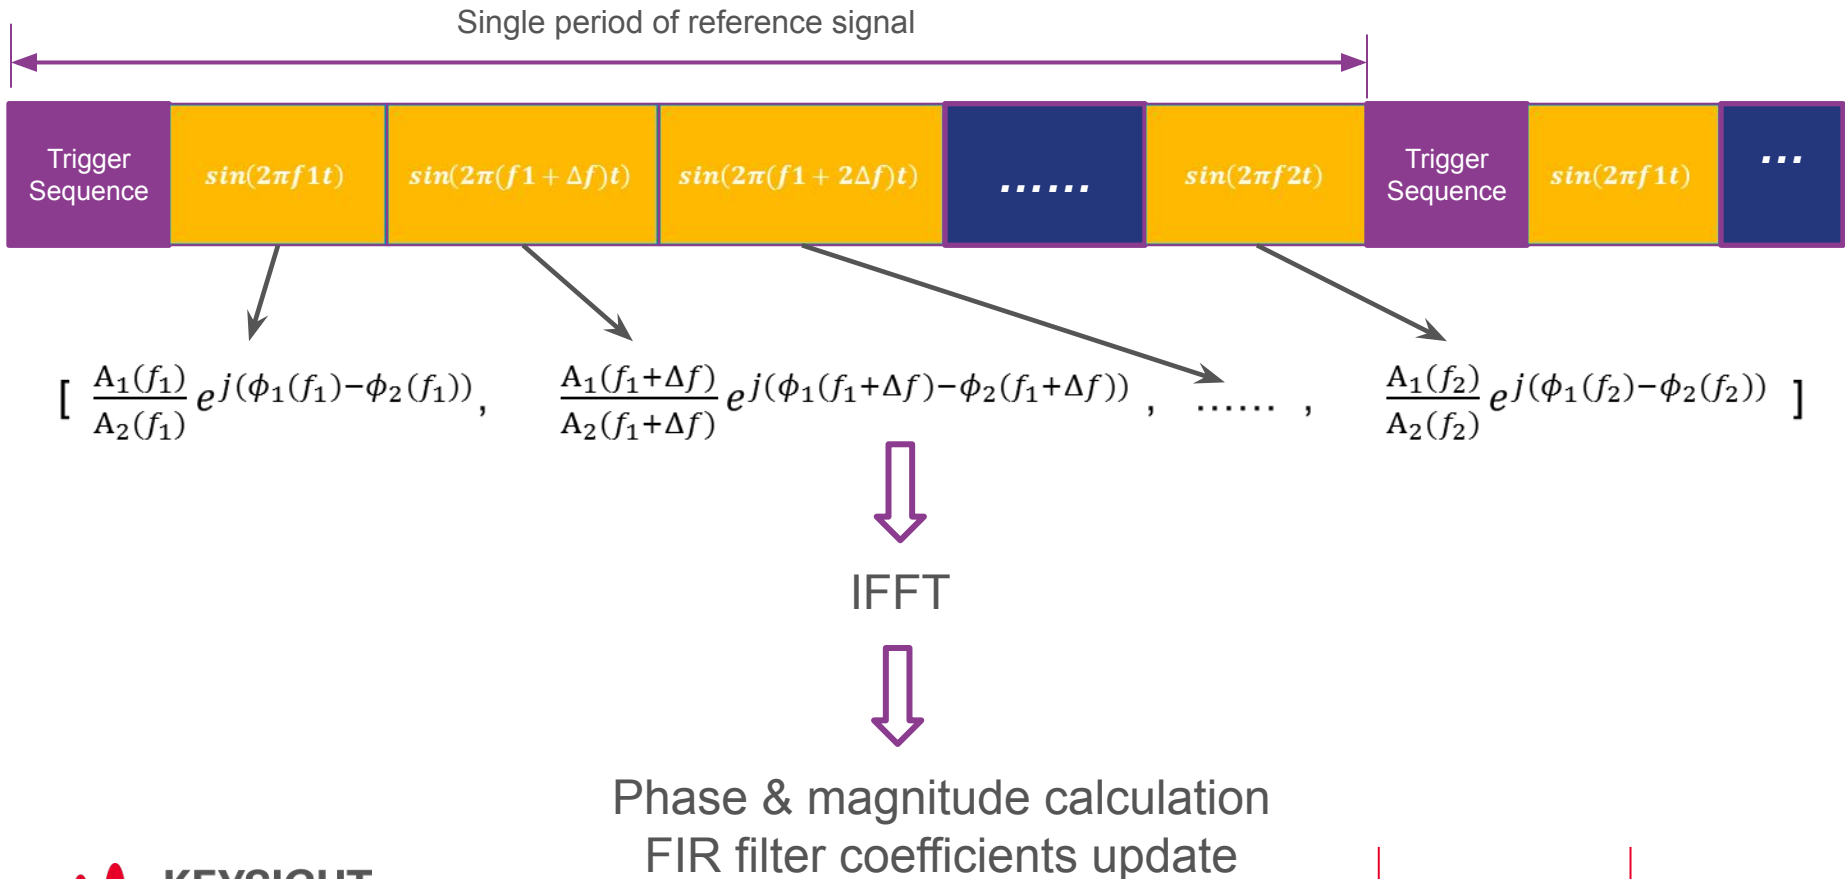 Single period of reference signal
Trigger Sequence sin(2πf1t) sin(2π(f1 + Δf)t) sin(2π(f1 + 2Δf)t) ...... sin(2πf2t) Trigger Sequence sin(2πf1t) ...
[ A₁(f₁)/A₂(f₁) e^j(ϕ₁(f₁)−ϕ₂(f₁)), A₁(f₁+Δf)/A₂(f₁+Δf) e^j(ϕ₁(f₁+Δf)−ϕ₂(f₁+Δf)) , ...... , A₁(f₂)/A₂(f₂) e^j(ϕ₁(f₂)−ϕ₂(f₂)) ]
IFFT
Phase & magnitude calculation
FIR filter coefficients update
KEYSIGHT